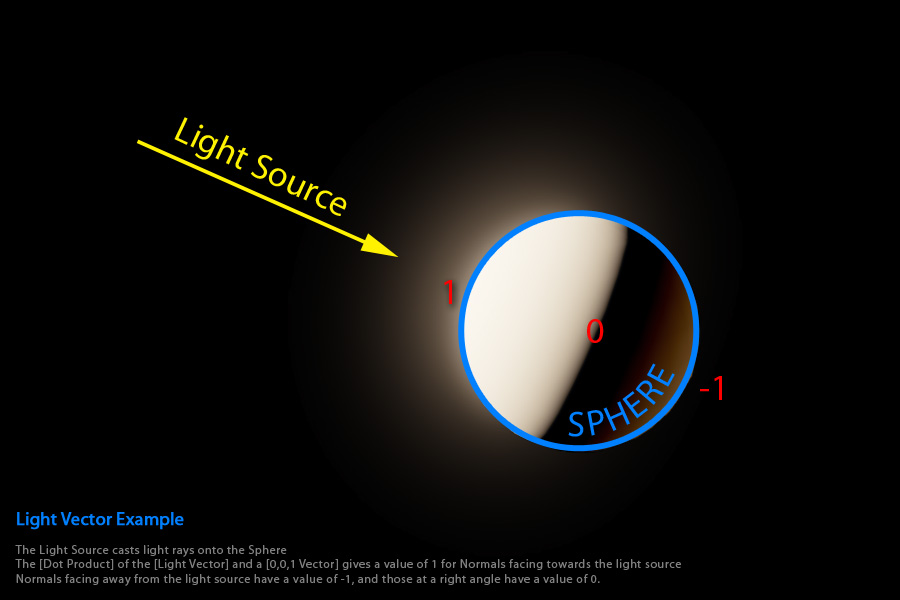 Light Source
1
0
SPHERE
-1
Light Vector Example
The Light Source casts light rays onto the Sphere
The [Dot Product] of the [Light Vector] and a [0,0,1 Vector] gives a value of 1 for Normals facing towards the light source
Normals facing away from the light source have a value of -1, and those at a right angle have a value of 0.